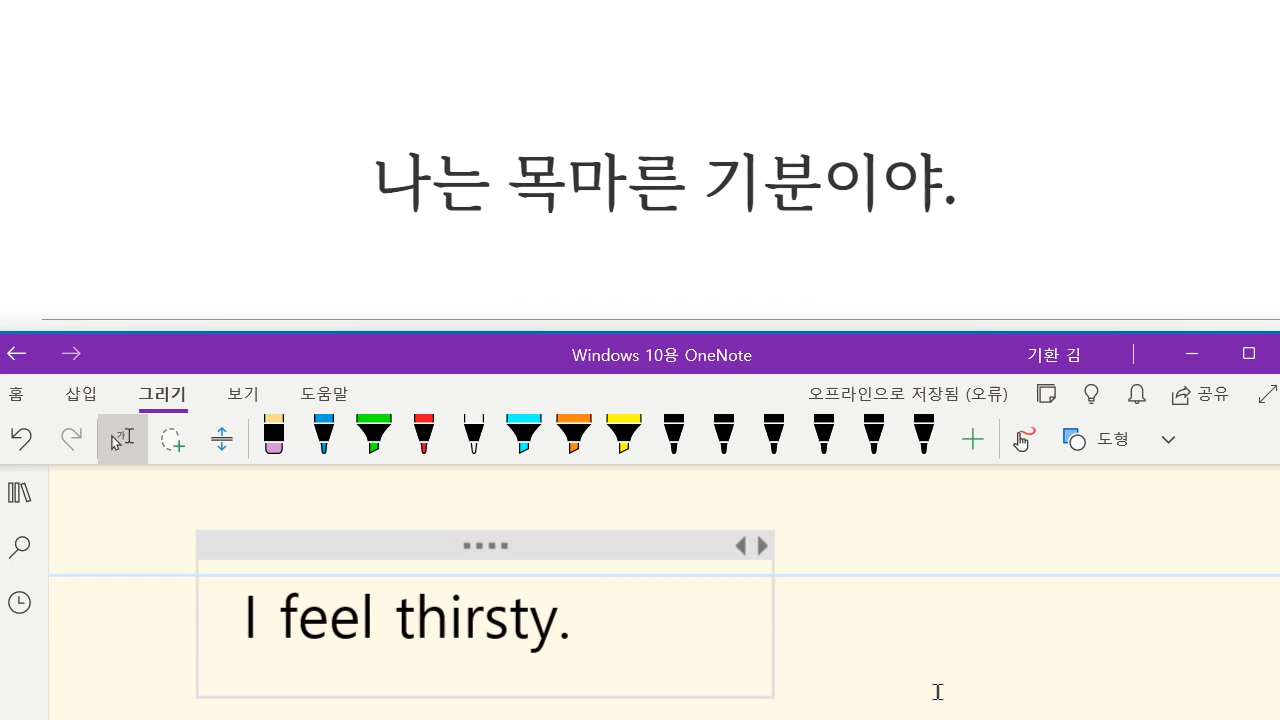 나는 목마른 기분이야.
Windows 10용 OneNote
기환 김
홈 삽입 그리기 보기 도움말 오프라인으로 저장됨 (오류) 공유
가 도형
I feel thirsty.